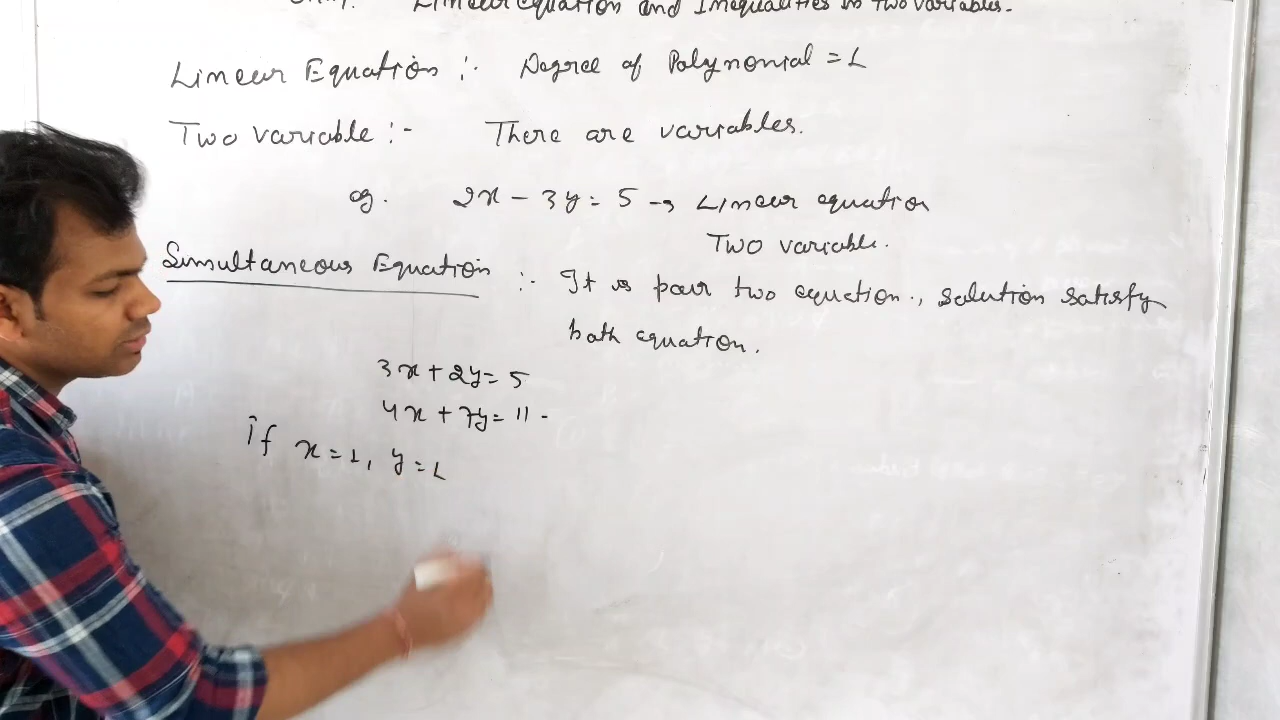 Linear equation and Inequalities in two variables.
Linear Equation :- Degree of Polynomial = 1
Two variable :- There are variables.
eg. 2x - 3y = 5 → Linear equation
Two variable.
Simultaneous Equation :- It is pair two equation., solution satisfy
both equation.
3x + 2y = 5
4x + 7y = 11 -
if x = 1, y = 1